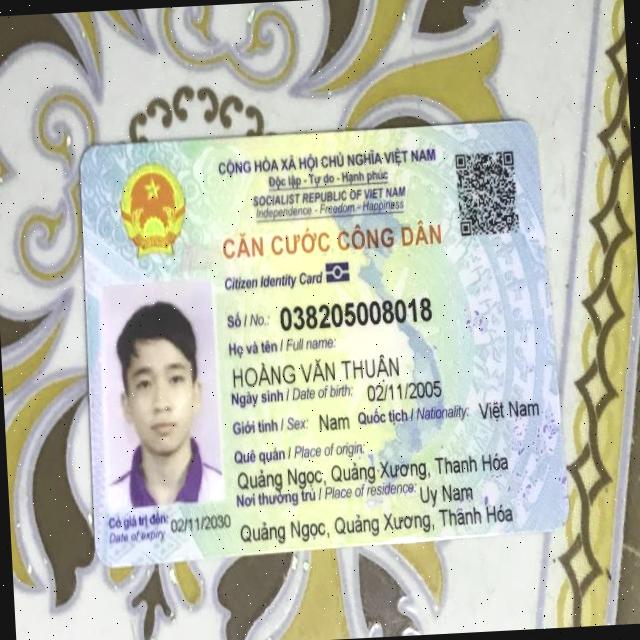 CỘNG HÒA XÃ HỘI CHỦ NGHĨA VIỆT NAM
Độc lập - Tự do - Hạnh phúc
SOCIALIST REPUBLIC OF VIET NAM
Independence - Freedom - Happiness
CĂN CƯỚC CÔNG DÂN
Citizen Identity Card
Số / No.: 038205008018
Họ và tên / Full name:
HOÀNG VĂN THUÂN
Ngày sinh / Date of birth: 02/11/2005
Giới tính / Sex: Nam Quốc tịch / Nationality: Việt Nam
Quê quán / Place of origin:
Quảng Ngọc, Quảng Xương, Thanh Hóa
Nơi thường trú / Place of residence: Uy Nam
Quảng Ngọc, Quảng Xương, Thanh Hóa
Có giá trị đến: 02/11/2030
Date of expiry